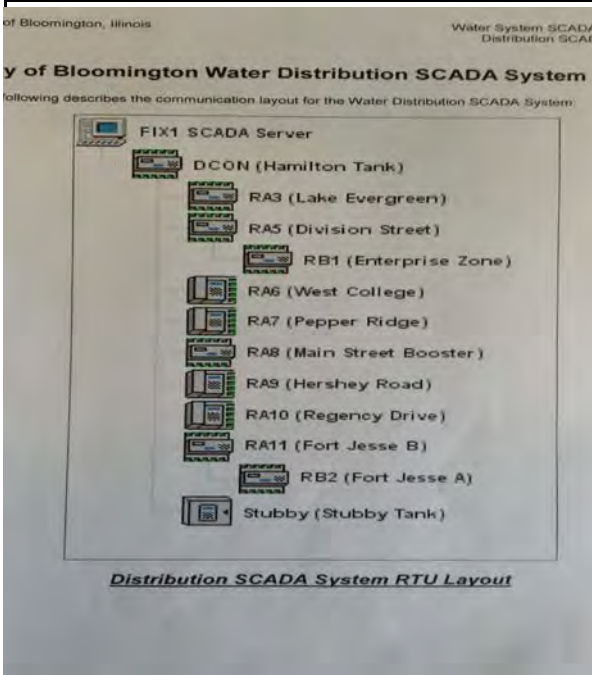 of Bloomington, Illinois
Water System SCADA
Distribution SCA
y of Bloomington Water Distribution SCADA System
following describes the communication layout for the Water Distribution SCADA System:
FIX1 SCADA Server
DCON (Hamilton Tank)
RA3 (Lake Evergreen)
RA5 (Division Street)
RB1 (Enterprise Zone)
RA6 (West College)
RA7 (Pepper Ridge)
RA8 (Main Street Booster)
RA9 (Hershey Road)
RA10 (Regency Drive)
RA11 (Fort Jesse B)
RB2 (Fort Jesse A)
Stubby (Stubby Tank)
Distribution SCADA System RTU Layout